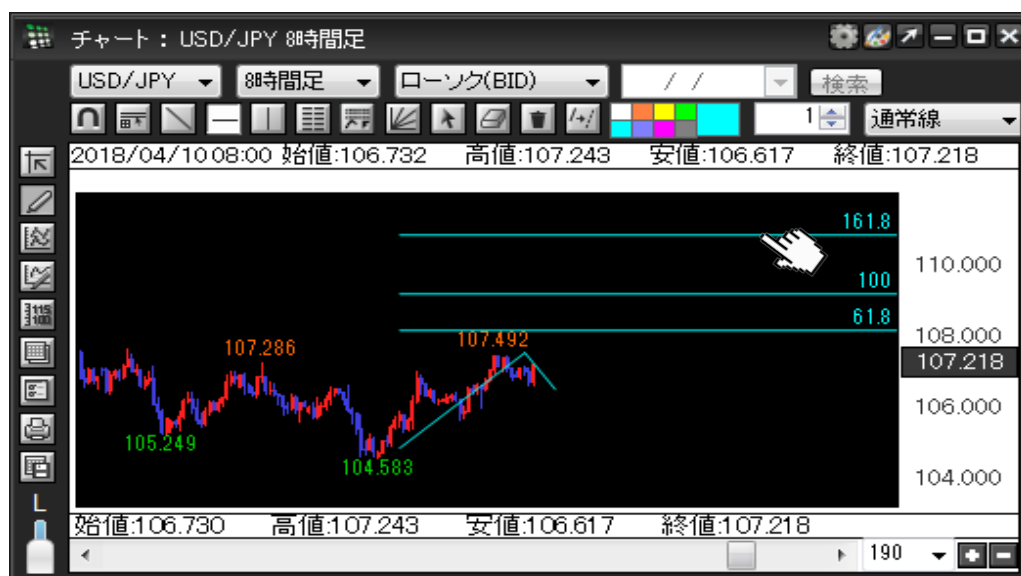 チャート : USD/JPY 8時間足
USD/JPY 8時間足 ローソク(BID) / / 検索
1 通常線
2018/04/10 08:00 始値:106.732 高値:107.243 安値:106.617 終値:107.218
161.8
110.000
100
61.8
107.492
108.000
107.286
107.218
106.000
105.249
104.583
104.000
L
始値:106.730 高値:107.243 安値:106.617 終値:107.218
190